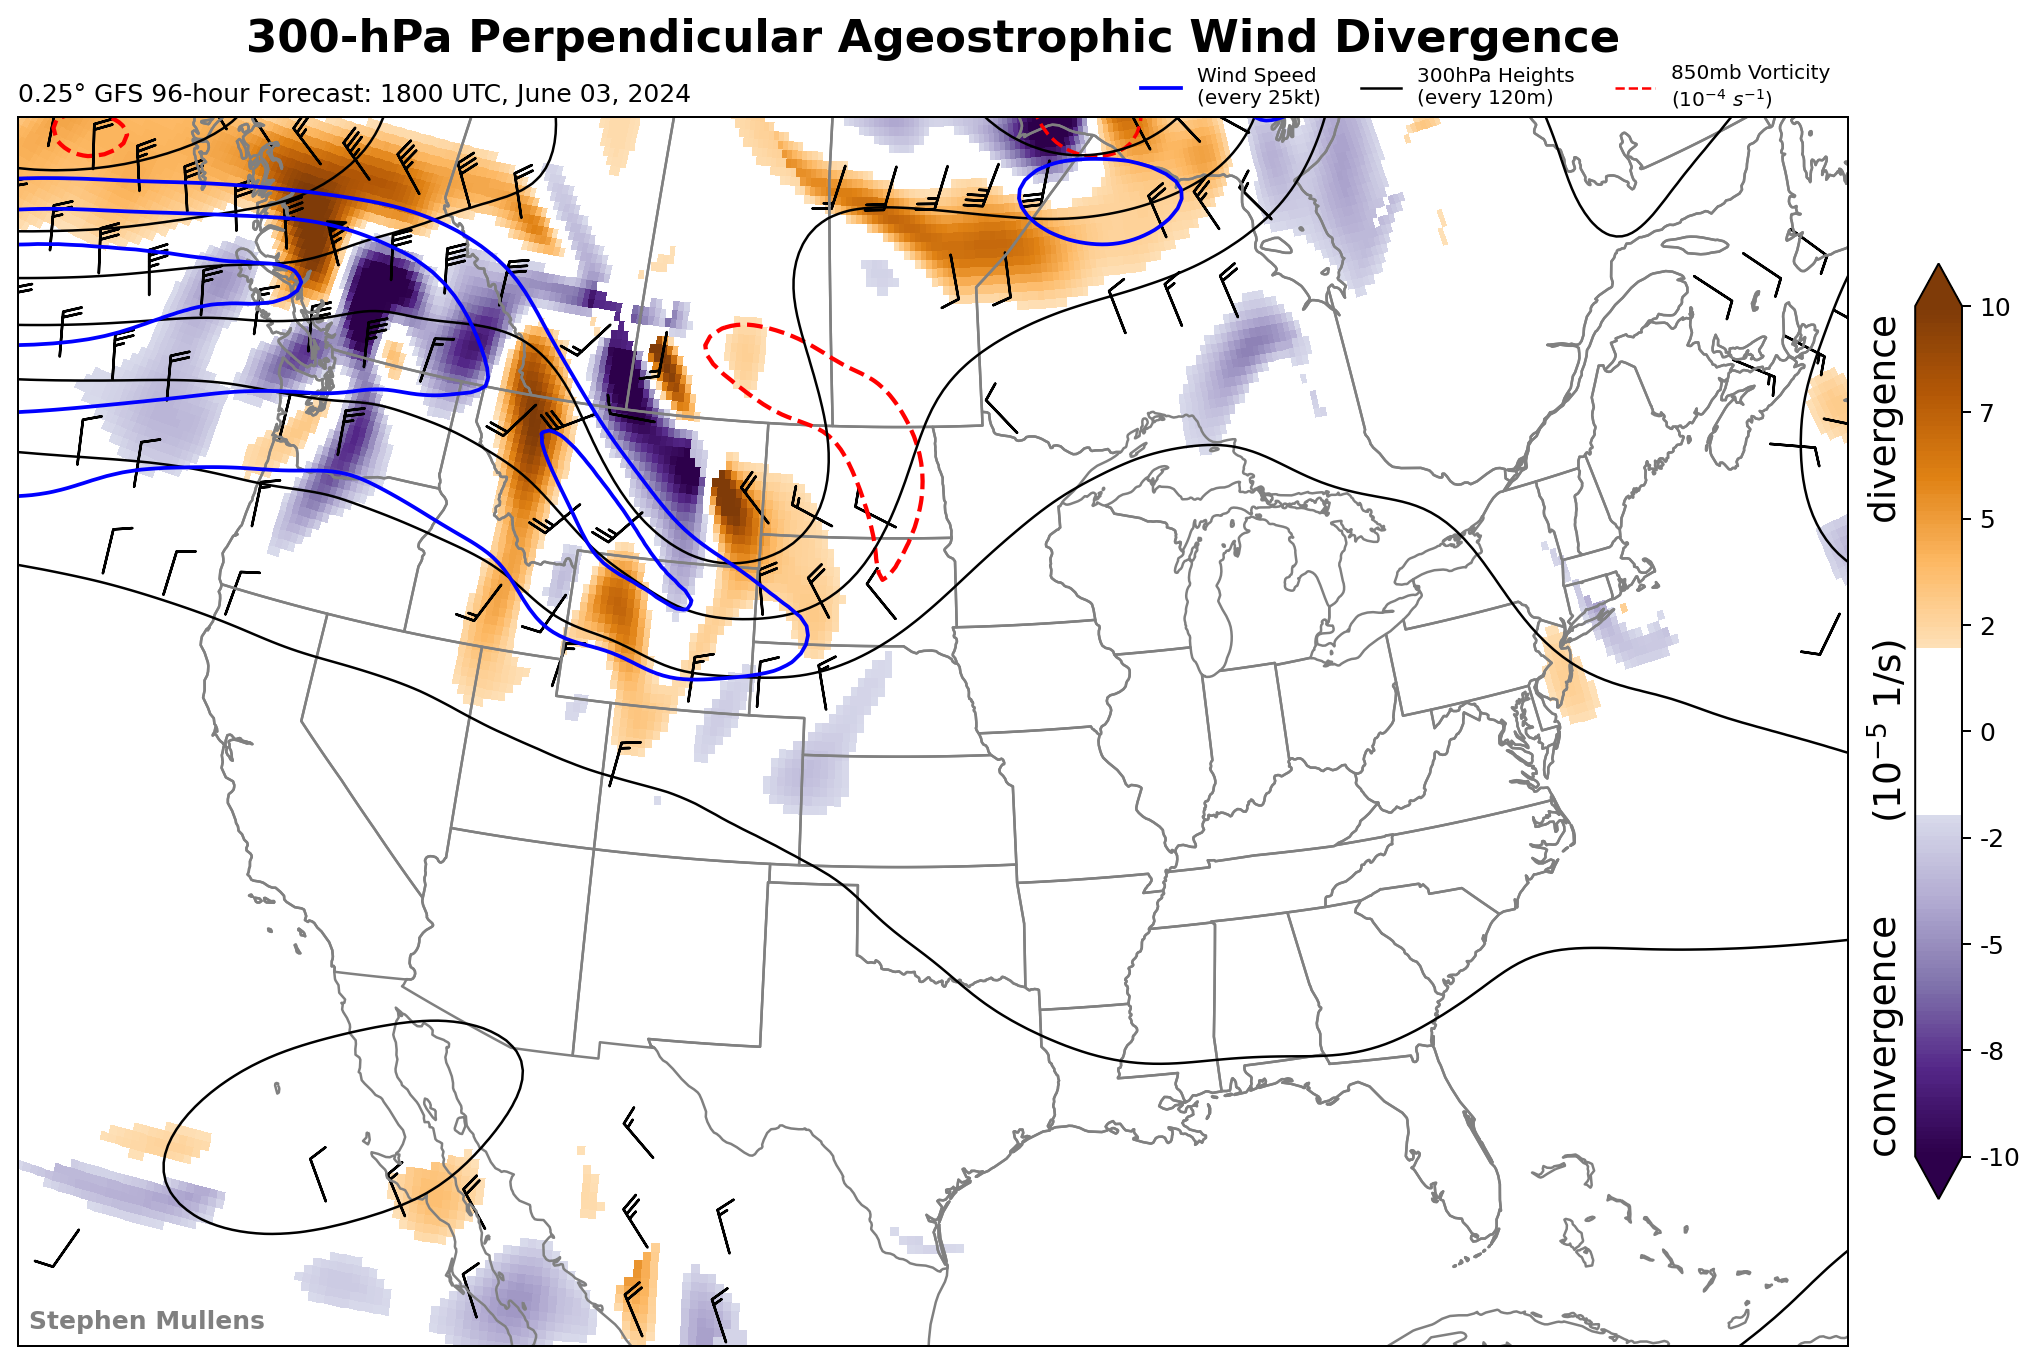 300-hPa Perpendicular Ageostrophic Wind Divergence
0.25° GFS 96-hour Forecast: 1800 UTC, June 03, 2024
Wind Speed
(every 25kt)
300hPa Heights
(every 120m)
850mb Vorticity
(10⁻⁴ s⁻¹)
10
7
5
2
0
-2
-5
-8
-10
convergence (10⁻⁵ 1/s) divergence
Stephen Mullens